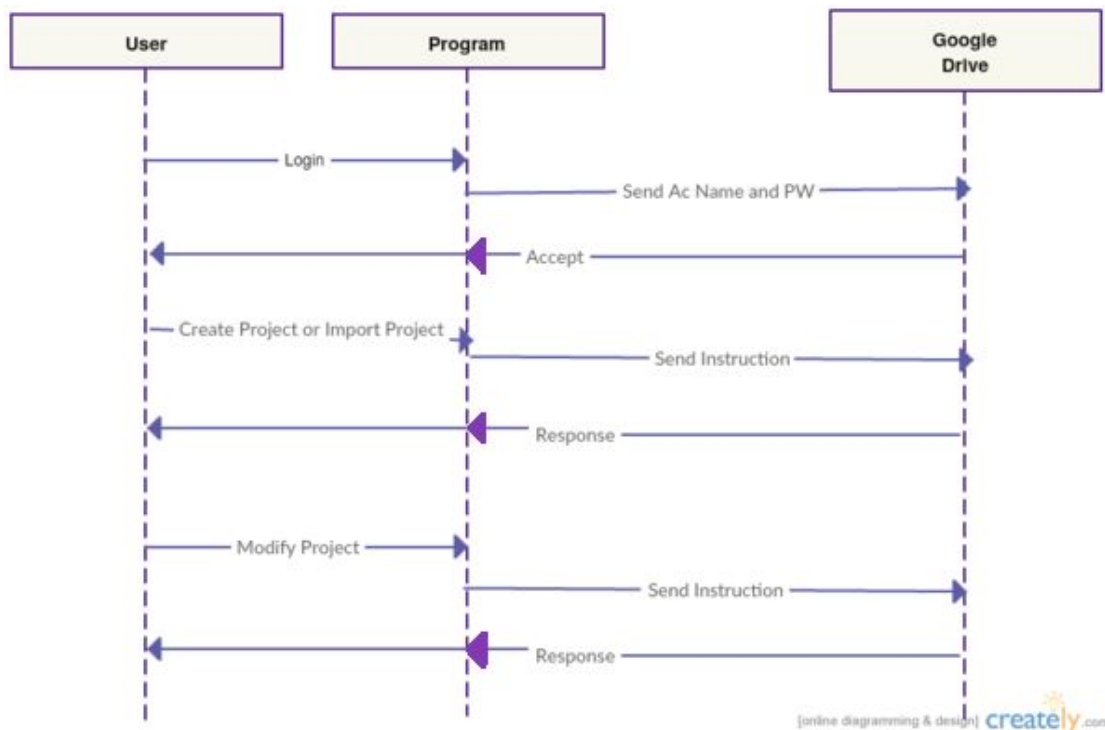 User
Program
Google
Drive
Login
Send Ac Name and PW
Accept
Create Project or Import Project
Send Instruction
Response
Modify Project
Send Instruction
Response
[online diagramming & design] creately.com